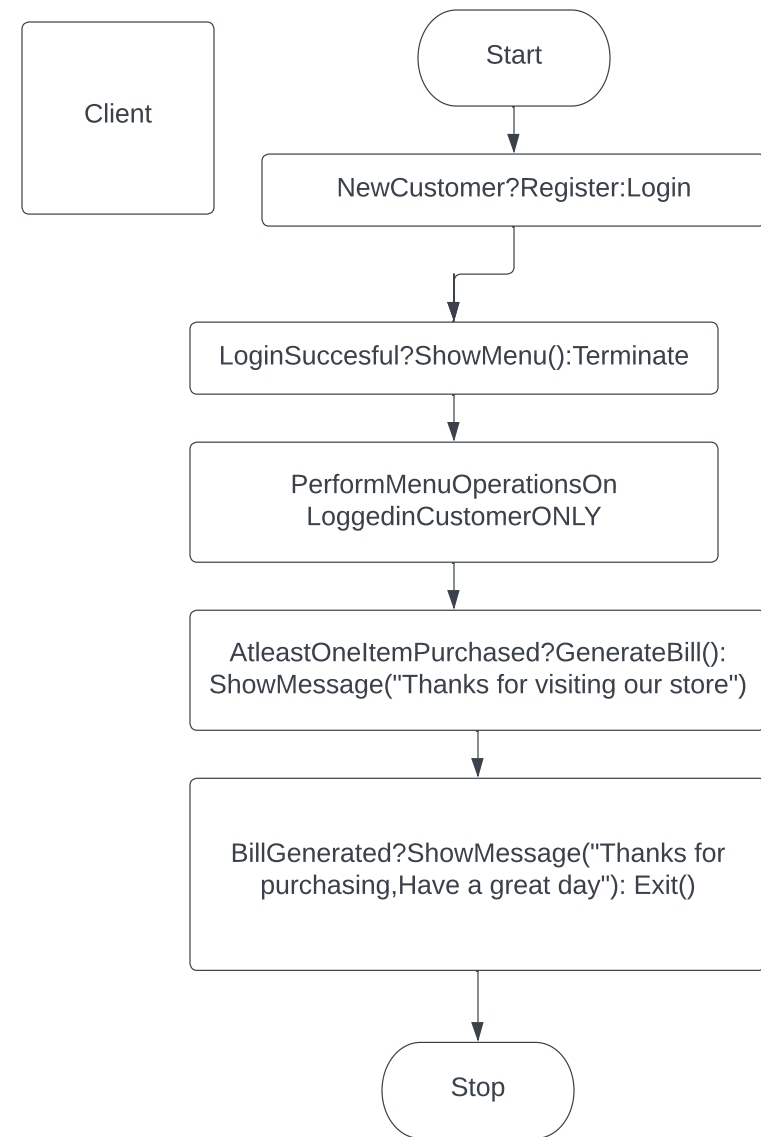 Client
Start
NewCustomer?Register:Login
LoginSuccesful?ShowMenu():Terminate
PerformMenuOperationsOn
LoggedinCustomerONLY
AtleastOneItemPurchased?GenerateBill():
ShowMessage("Thanks for visiting our store")
BillGenerated?ShowMessage("Thanks for
purchasing,Have a great day"): Exit()
Stop